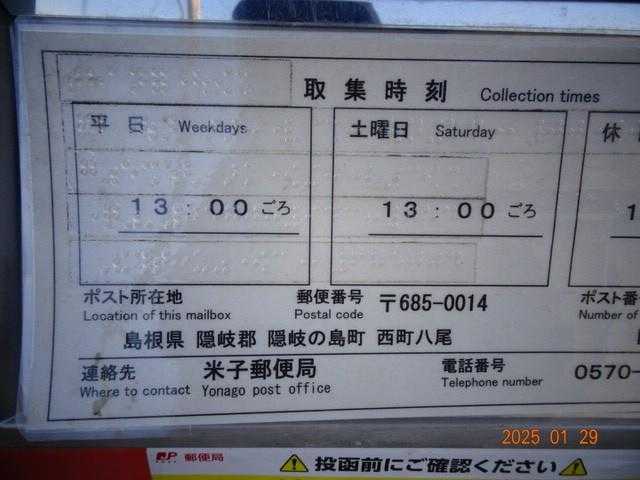 取集時刻 Collection times
平日 Weekdays
13:00ごろ
土曜日 Saturday
13:00ごろ
休
1
ポスト所在地
Location of this mailbox
郵便番号
Postal code
〒685-0014
ポスト番
Number of
島根県 隠岐郡 隠岐の島町 西町八尾
連絡先
Where to contact
米子郵便局
Yonago post office
電話番号
Telephone number
0570-
2025 01 29
JP POST 郵便局
投函前にご確認ください